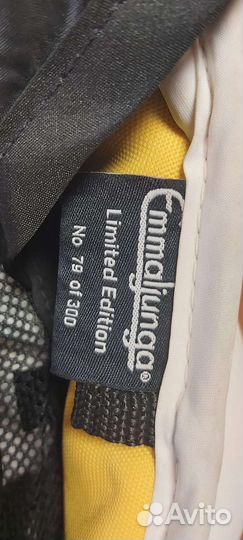 Emmaljunga®
Limited Edition
No 79 of 300
Avito